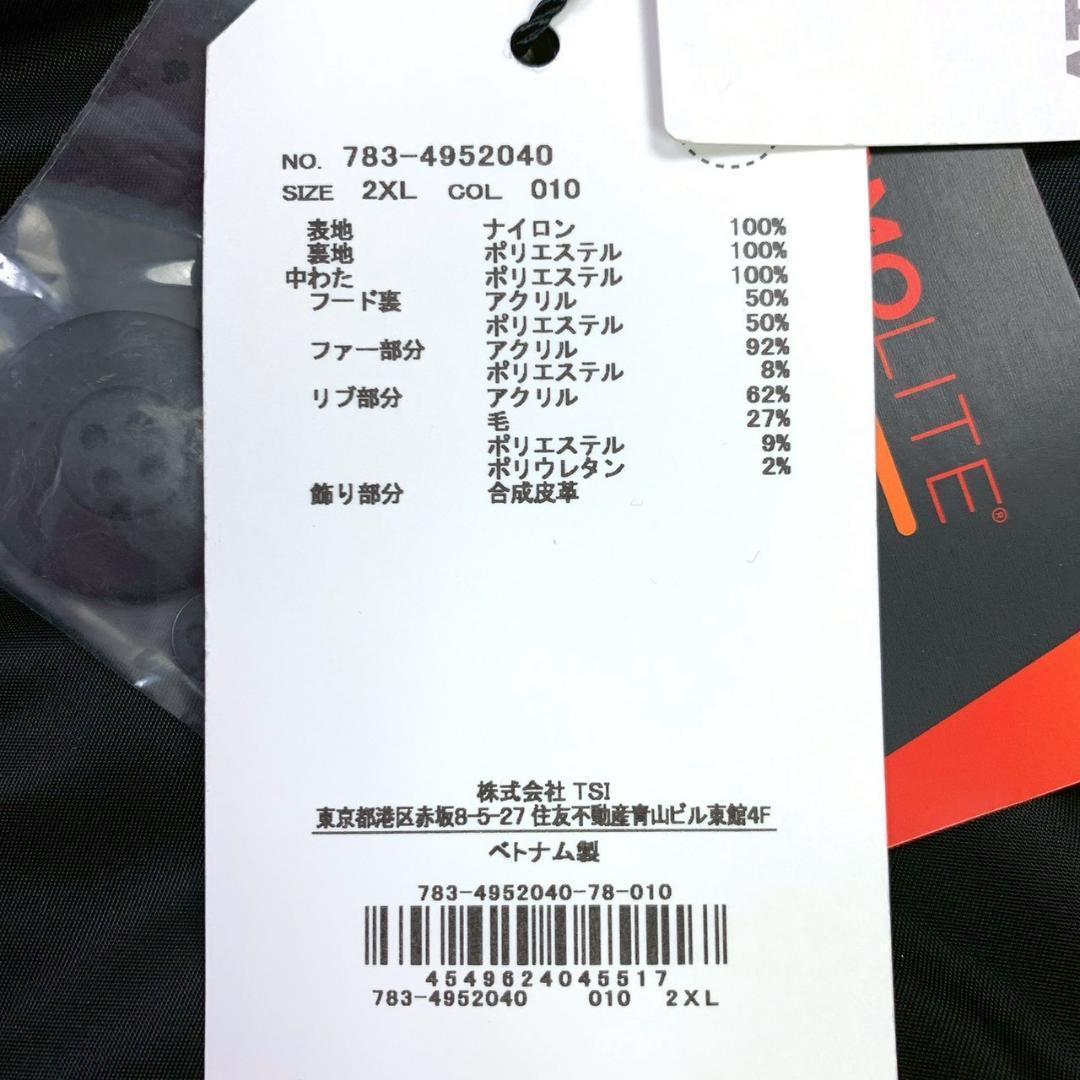 NO. 783-4952040
SIZE 2XL COL 010
表地 ナイロン 100%
裏地 ポリエステル 100%
中わた ポリエステル 100%
フード裏 アクリル 50%
ポリエステル 50%
ファー部分 アクリル 92%
ポリエステル 8%
リブ部分 アクリル 62%
毛 27%
ポリエステル 9%
ポリウレタン 2%
飾り部分 合成皮革
株式会社 TSI
東京都港区赤坂8-5-27 住友不動産青山ビル東館4F
ベトナム製
783-4952040-78-010
4549624045517
783-4952040 010 2XL
MOLITE®